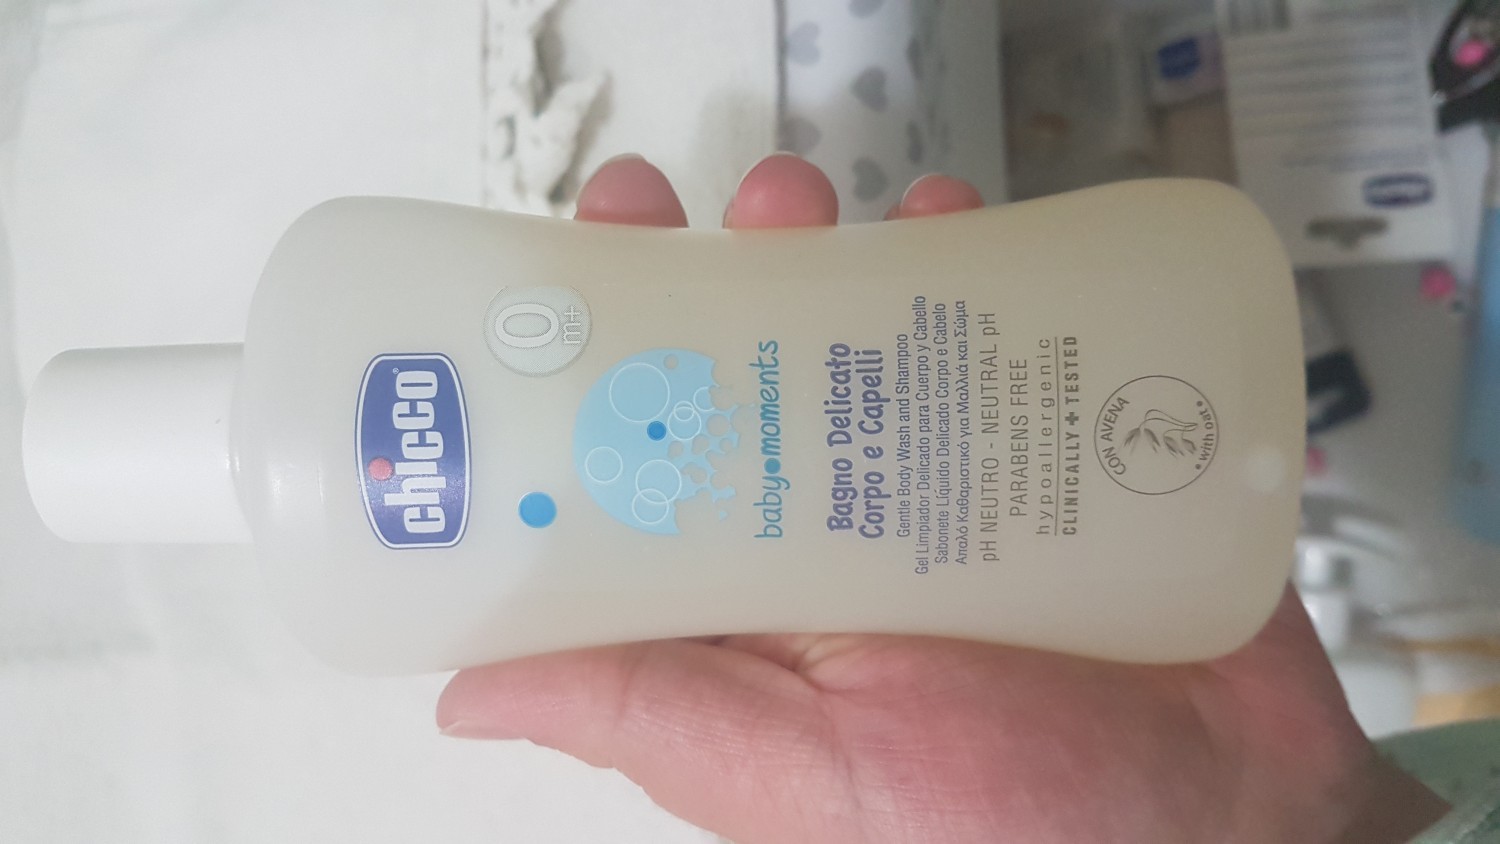 chicco
0
m+
baby moments
Bagno Delicato
Corpo e Capelli
Gentle Body Wash and Shampoo
Gel Limpiador Delicado para Cuerpo y Cabello
Sabonete Líquido Delicado Corpo e Cabelo
Απαλό Καθαριστικό για Μαλλιά και Σώμα
pH NEUTRO - NEUTRAL pH
PARABENS FREE
hypoallergenic
CLINICALLY + TESTED
CON AVENA
• with oat •